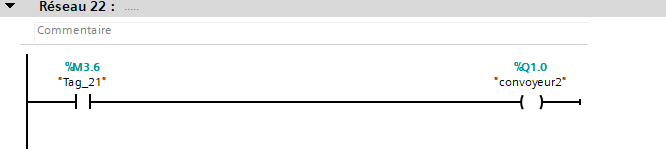 Réseau 22 : .....
Commentaire
%M3.6
"Tag_21"
%Q1.0
"convoyeur2"